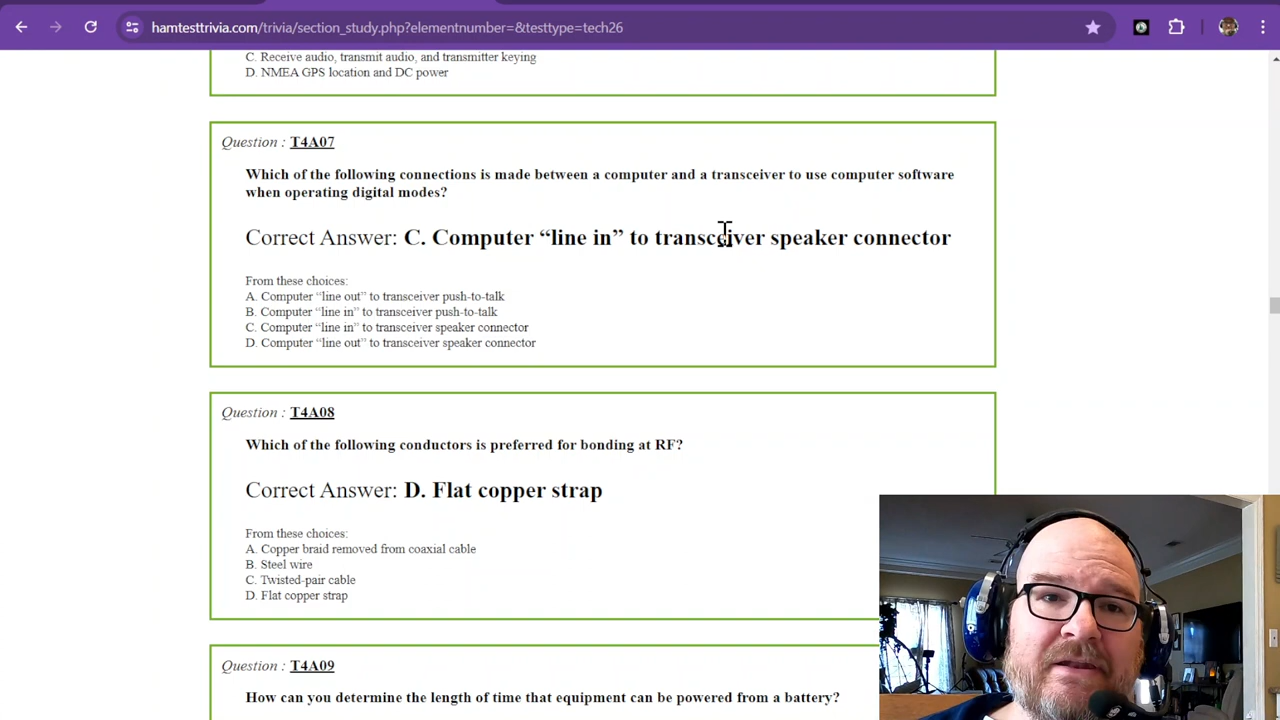 hamtesttrivia.com/trivia/section_study.php?elementnumber=&testtype=tech26
C. Receive audio, transmit audio, and transmitter keying
D. NMEA GPS location and DC power
Question : T4A07
Which of the following connections is made between a computer and a transceiver to use computer software
when operating digital modes?
Correct Answer: C. Computer “line in” to transceiver speaker connector
From these choices:
A. Computer “line out” to transceiver push-to-talk
B. Computer “line in” to transceiver push-to-talk
C. Computer “line in” to transceiver speaker connector
D. Computer “line out” to transceiver speaker connector
Question : T4A08
Which of the following conductors is preferred for bonding at RF?
Correct Answer: D. Flat copper strap
From these choices:
A. Copper braid removed from coaxial cable
B. Steel wire
C. Twisted-pair cable
D. Flat copper strap
Question : T4A09
How can you determine the length of time that equipment can be powered from a battery?